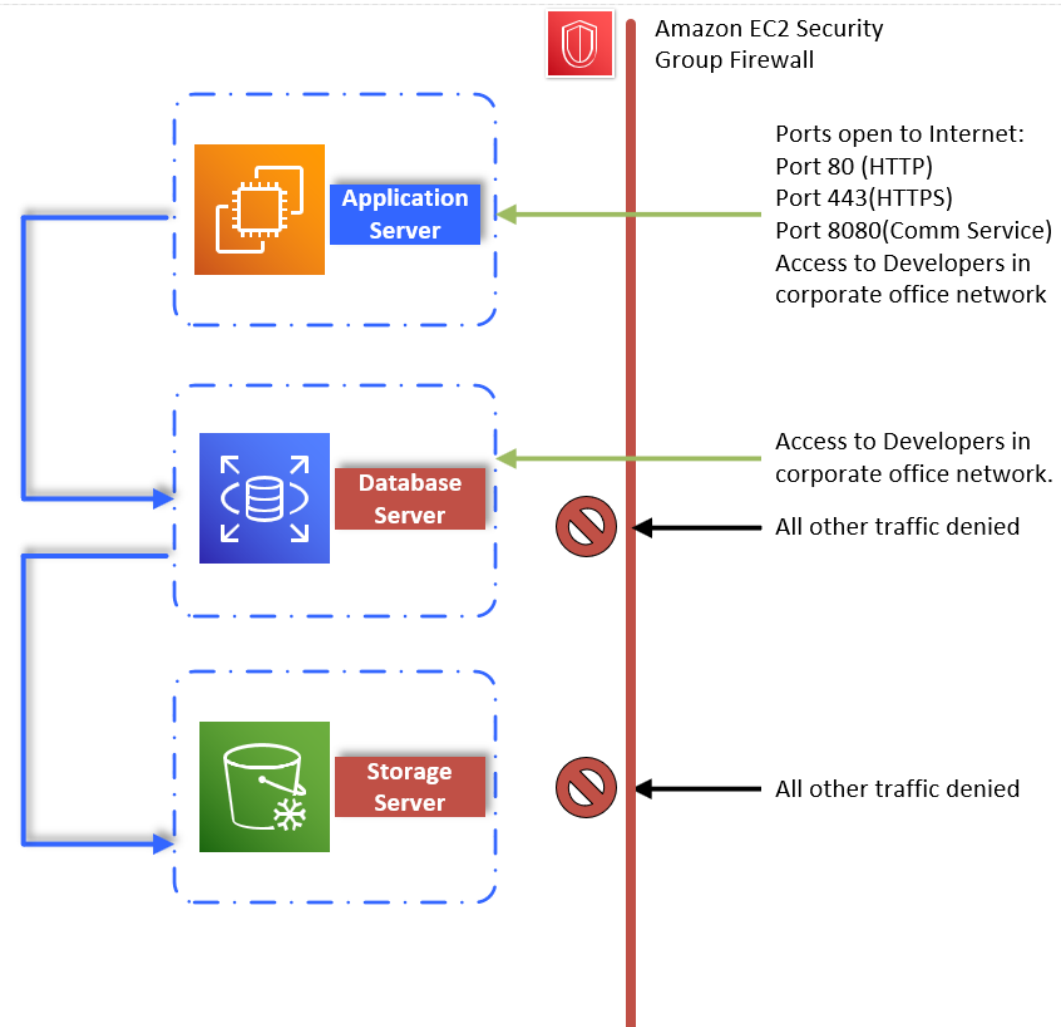 Amazon EC2 Security
Group Firewall
Ports open to Internet:
Port 80 (HTTP)
Port 443(HTTPS)
Port 8080(Comm Service)
Access to Developers in
corporate office network
Application
Server
Access to Developers in
corporate office network.
Database
Server
All other traffic denied
Storage
Server
All other traffic denied